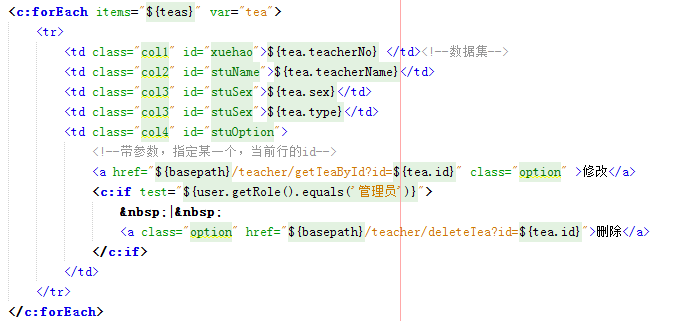 <c:forEach items="${teas}" var="tea">
<tr>
<td class="col1" id="xuehao">${tea.teacherNo} </td><!--数据集-->
<td class="col2" id="stuName">${tea.teacherName}</td>
<td class="col3" id="stuSex">${tea.sex}</td>
<td class="col3" id="stuSex">${tea.type}</td>
<td class="col4" id="stuOption">
<!--带参数，指定某一个，当前行的id-->
<a href="${basepath}/teacher/getTeaById?id=${tea.id}" class="option" >修改</a>
<c:if test="${user.getRole().equals('管理员')}">
&nbsp;|&nbsp;
<a class="option" href="${basepath}/teacher/deleteTea?id=${tea.id}">删除</a>
</c:if>
</td>
</tr>
</c:forEach>